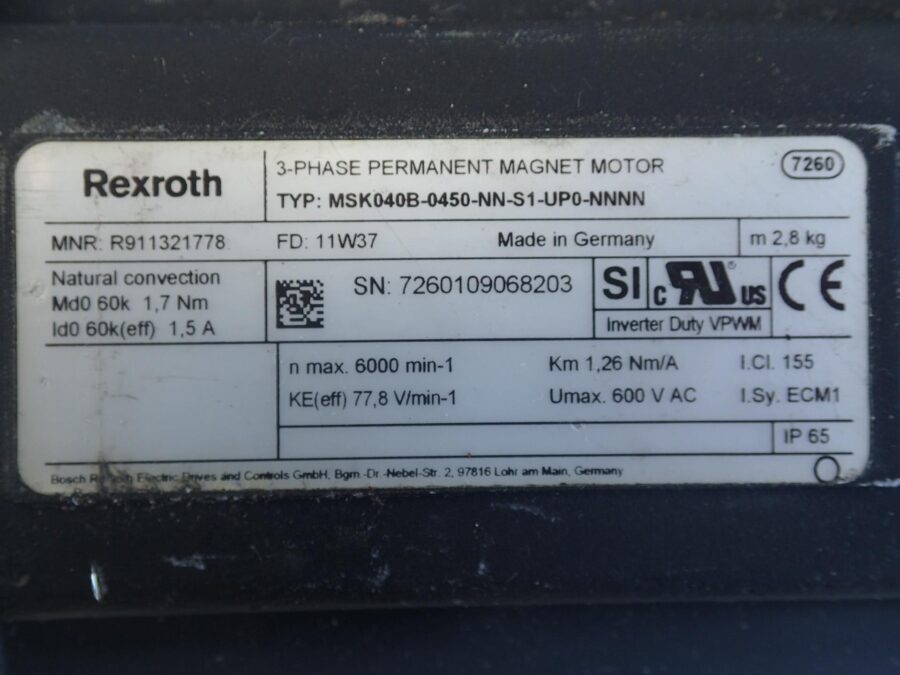 Rexroth
3-PHASE PERMANENT MAGNET MOTOR
7260
TYP: MSK040B-0450-NN-S1-UP0-NNNN
MNR: R911321778
FD: 11W37
Made in Germany
m 2,8 kg
Natural convection
Md0 60k 1,7 Nm
Id0 60k(eff) 1,5 A
SN: 7260109068203
SI
c RU® US
Inverter Duty VPWM
CE
n max. 6000 min-1
Km 1,26 Nm/A
I.Cl. 155
KE(eff) 77,8 V/min-1
Umax. 600 V AC
I.Sy. ECM1
IP 65
Bosch Rexroth Electric Drives and Controls GmbH, Bgm.-Dr.-Nebel-Str. 2, 97816 Lohr am Main, Germany